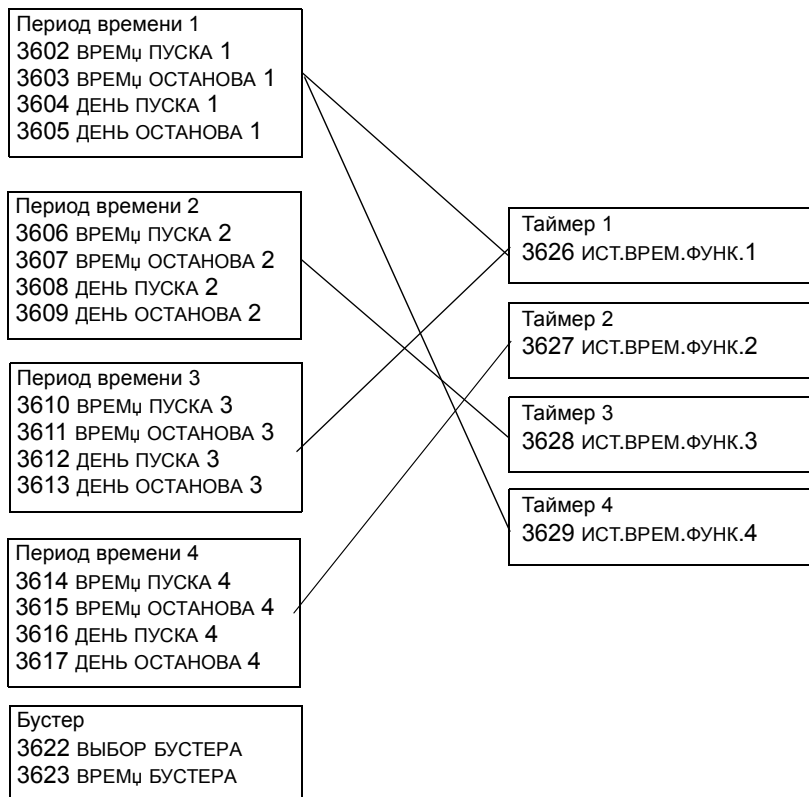 Период времени 1
3602 ВРЕМџ ПУСКА 1
3603 ВРЕМџ ОСТАНОВА 1
3604 ДЕНЬ ПУСКА 1
3605 ДЕНЬ ОСТАНОВА 1
Период времени 2
3606 ВРЕМџ ПУСКА 2
3607 ВРЕМџ ОСТАНОВА 2
3608 ДЕНЬ ПУСКА 2
3609 ДЕНЬ ОСТАНОВА 2
Период времени 3
3610 ВРЕМџ ПУСКА 3
3611 ВРЕМџ ОСТАНОВА 3
3612 ДЕНЬ ПУСКА 3
3613 ДЕНЬ ОСТАНОВА 3
Период времени 4
3614 ВРЕМџ ПУСКА 4
3615 ВРЕМџ ОСТАНОВА 4
3616 ДЕНЬ ПУСКА 4
3617 ДЕНЬ ОСТАНОВА 4
Бустер
3622 ВЫБОР БУСТЕРА
3623 ВРЕМџ БУСТЕРА
Таймер 1
3626 ИСТ.ВРЕМ.ФУНК.1
Таймер 2
3627 ИСТ.ВРЕМ.ФУНК.2
Таймер 3
3628 ИСТ.ВРЕМ.ФУНК.3
Таймер 4
3629 ИСТ.ВРЕМ.ФУНК.4